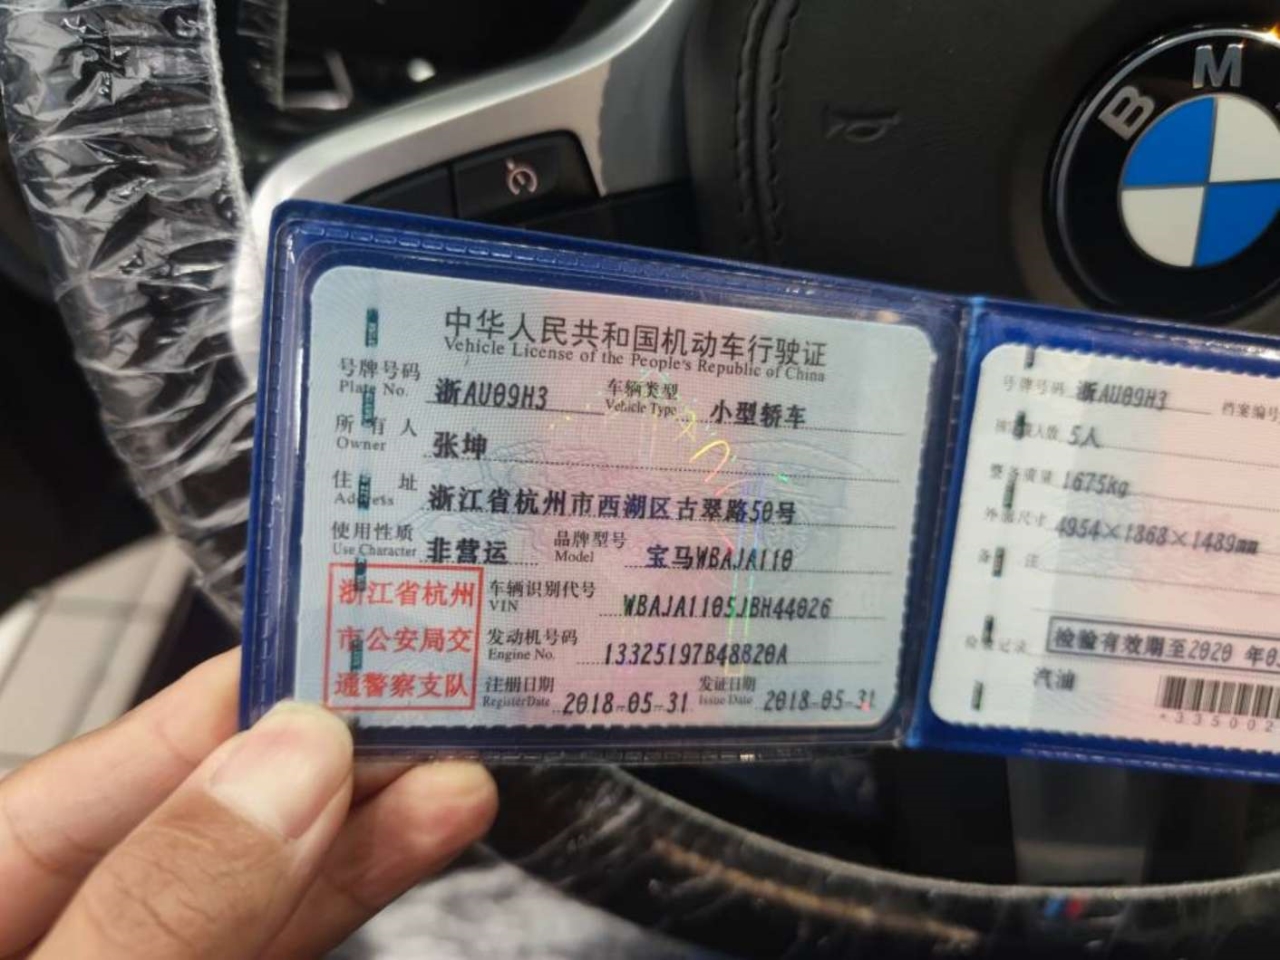 BM
中华人民共和国机动车行驶证
Vehicle License of the People's Republic of China
号牌号码 浙AU09H3 车辆类型 小型轿车
Plate No. Vehicle Type
所有人 张坤
Owner
住址 浙江省杭州市西湖区古翠路50号
Address
使用性质 非营运 品牌型号 宝马WBAJA110
Use Character Model
浙江省杭州
市公安局交
通警察支队
车辆识别代号 WBAJA1105JBH44026
VIN
发动机号码 13325197B48B20A
Engine No.
注册日期 2018-05-31 发证日期 2018-05-31
Register Date Issue Date
号牌号码 浙AU09H3 档案编号
核定载人数 5人
整备质量 1675kg
外廓尺寸 4954×1868×1489mm
备注
检验记录 检验有效期至2020 年0
汽油
*335002